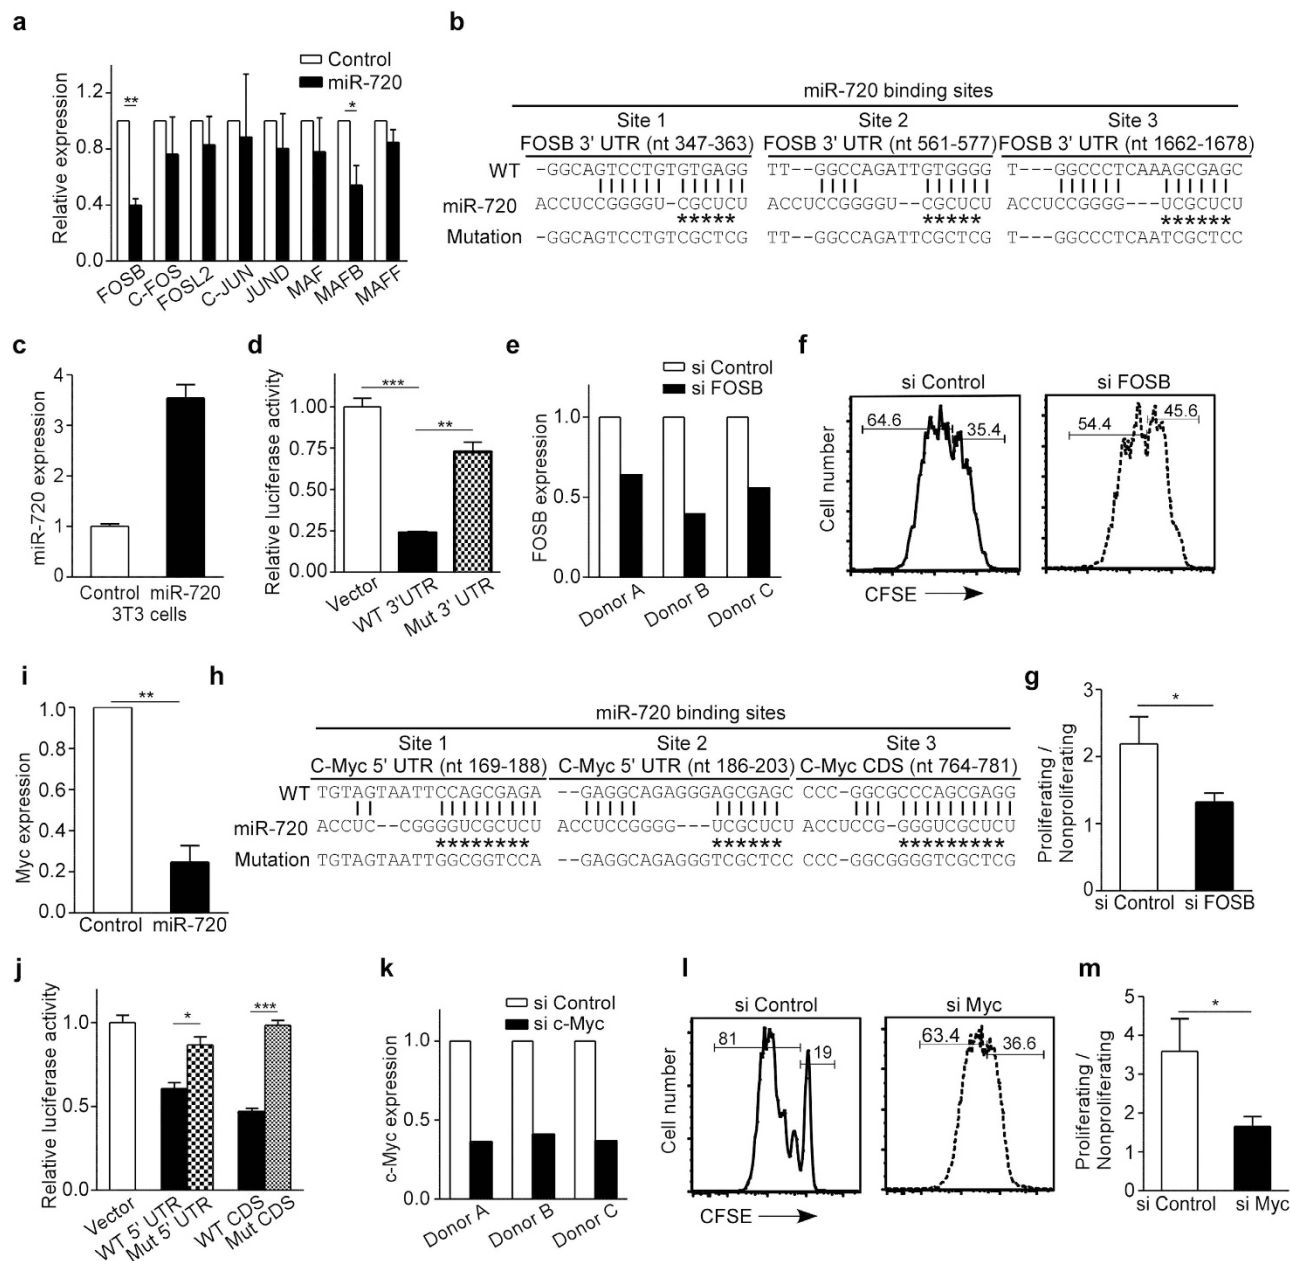 a
Control
miR-720
**
*
Relative expression
1.2
0.8
0.4
0.0
FOSB
C-FOS
FOSL2
C-JUN
JUND
MAF
MAFB
MAFF
b
miR-720 binding sites
Site 1 Site 2 Site 3
FOSB 3' UTR (nt 347-363) FOSB 3' UTR (nt 561-577) FOSB 3' UTR (nt 1662-1678)
WT -GGCAGTCCTGTGTGAGG TT--GGCCAGATTGTGGGG T---GGCCCTCAAAGCGAGC
miR-720 ACCUCCGGGGU-CGCUCU ACCUCCGGGGU--CGCUCU ACCUCCGGGG---UCGCUCU
***** ***** ******
Mutation -GGCAGTCCTGTCGCTCG TT--GGCCAGATTCGCTCG T---GGCCCTCAATCGCTCC
c
miR-720 expression
4
3
2
1
0
Control miR-720
3T3 cells
d
Relative luciferase activity
***
**
1.00
0.75
0.50
0.25
0.00
Vector
WT 3'UTR
Mut 3' UTR
e
si Control
si FOSB
FOSB expression
1.0
0.5
0.0
Donor A
Donor B
Donor C
f
si Control si FOSB
Cell number
64.6
35.4
54.4
45.6
CFSE
i
Myc expression
**
1.0
0.8
0.6
0.4
0.2
0.0
Control miR-720
h
miR-720 binding sites
Site 1 Site 2 Site 3
C-Myc 5' UTR (nt 169-188) C-Myc 5' UTR (nt 186-203) C-Myc CDS (nt 764-781)
WT TGTAGTAATTCCAGCGAGA --GAGGCAGAGGGAGCGAGC CCC-GGCGCCCAGCGAGG
miR-720 ACCUC--CGGGGUCGCUCU ACCUCCGGGG---UCGCUCU ACCUCCG-GGGUCGCUCU
******** ****** *********
Mutation TGTAGTAATTGGCGGTCCA --GAGGCAGAGGGTCGCTCC CCC-GGCGGGGTCGCTCG
g
Proliferating /
Nonproliferating
*
3
2
1
0
si Control si FOSB
j
Relative luciferase activity
*
***
1.0
0.5
0.0
Vector
WT 5' UTR
Mut 5' UTR
WT CDS
Mut CDS
k
si Control
si c-Myc
c-Myc expression
1.0
0.5
0.0
Donor A
Donor B
Donor C
l
si Control si Myc
Cell number
81
19
63.4
36.6
CFSE
m
Proliferating /
Nonproliferating
*
5
4
3
2
1
0
si Control si Myc